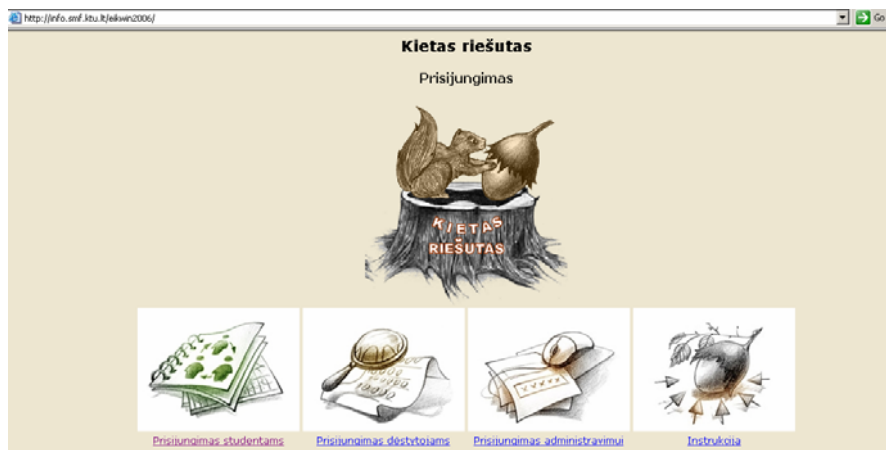 http://info.smf.ktu.lt/eikwin2006/
Go
Kietas riešutas
Prisijungimas
KIETAS
RIEŠUTAS
Prisijungimas studentams Prisijungimas dėstytojams Prisijungimas administravimui Instrukcija